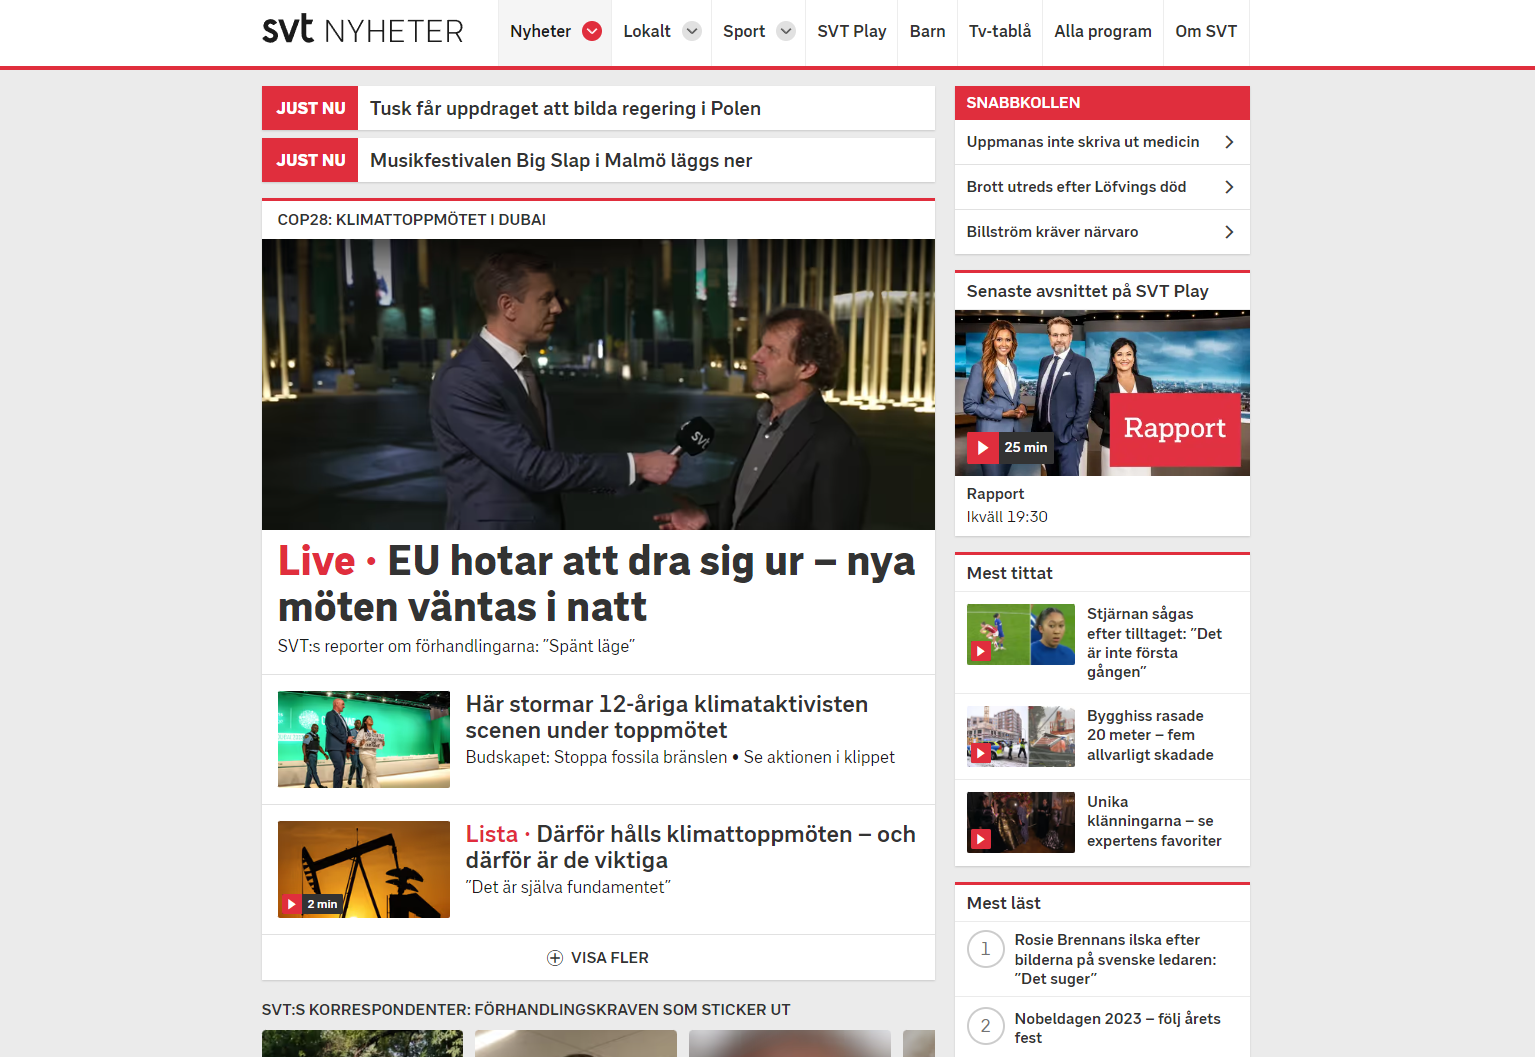 svt NYHETER
Nyheter
Lokalt
Sport
SVT Play
Barn
Tv-tablå
Alla program
Om SVT
JUST NU
Tusk får uppdraget att bilda regering i Polen
JUST NU
Musikfestivalen Big Slap i Malmö läggs ner
COP28: KLIMATTOPPMÖTET I DUBAI
svt
Live · EU hotar att dra sig ur – nya
möten väntas i natt
SVT:s reporter om förhandlingarna: ”Spänt läge”
Här stormar 12-åriga klimataktivisten
scenen under toppmötet
Budskapet: Stoppa fossila bränslen • Se aktionen i klippet
2 min
Lista · Därför hålls klimattoppmöten – och
därför är de viktiga
”Det är själva fundamentet”
VISA FLER
SVT:S KORRESPONDENTER: FÖRHANDLINGSKRAVEN SOM STICKER UT
SNABBKOLLEN
Uppmanas inte skriva ut medicin
Brott utreds efter Löfvings död
Billström kräver närvaro
Senaste avsnittet på SVT Play
Rapport
25 min
Rapport
Ikväll 19:30
Mest tittat
Stjärnan sågas
efter tilltaget: ”Det
är inte första
gången”
Bygghiss rasade
20 meter – fem
allvarligt skadade
Unika
klänningarna – se
expertens favoriter
Mest läst
1
Rosie Brennans ilska efter
bilderna på svenske ledaren:
”Det suger”
2
Nobeldagen 2023 – följ årets
fest